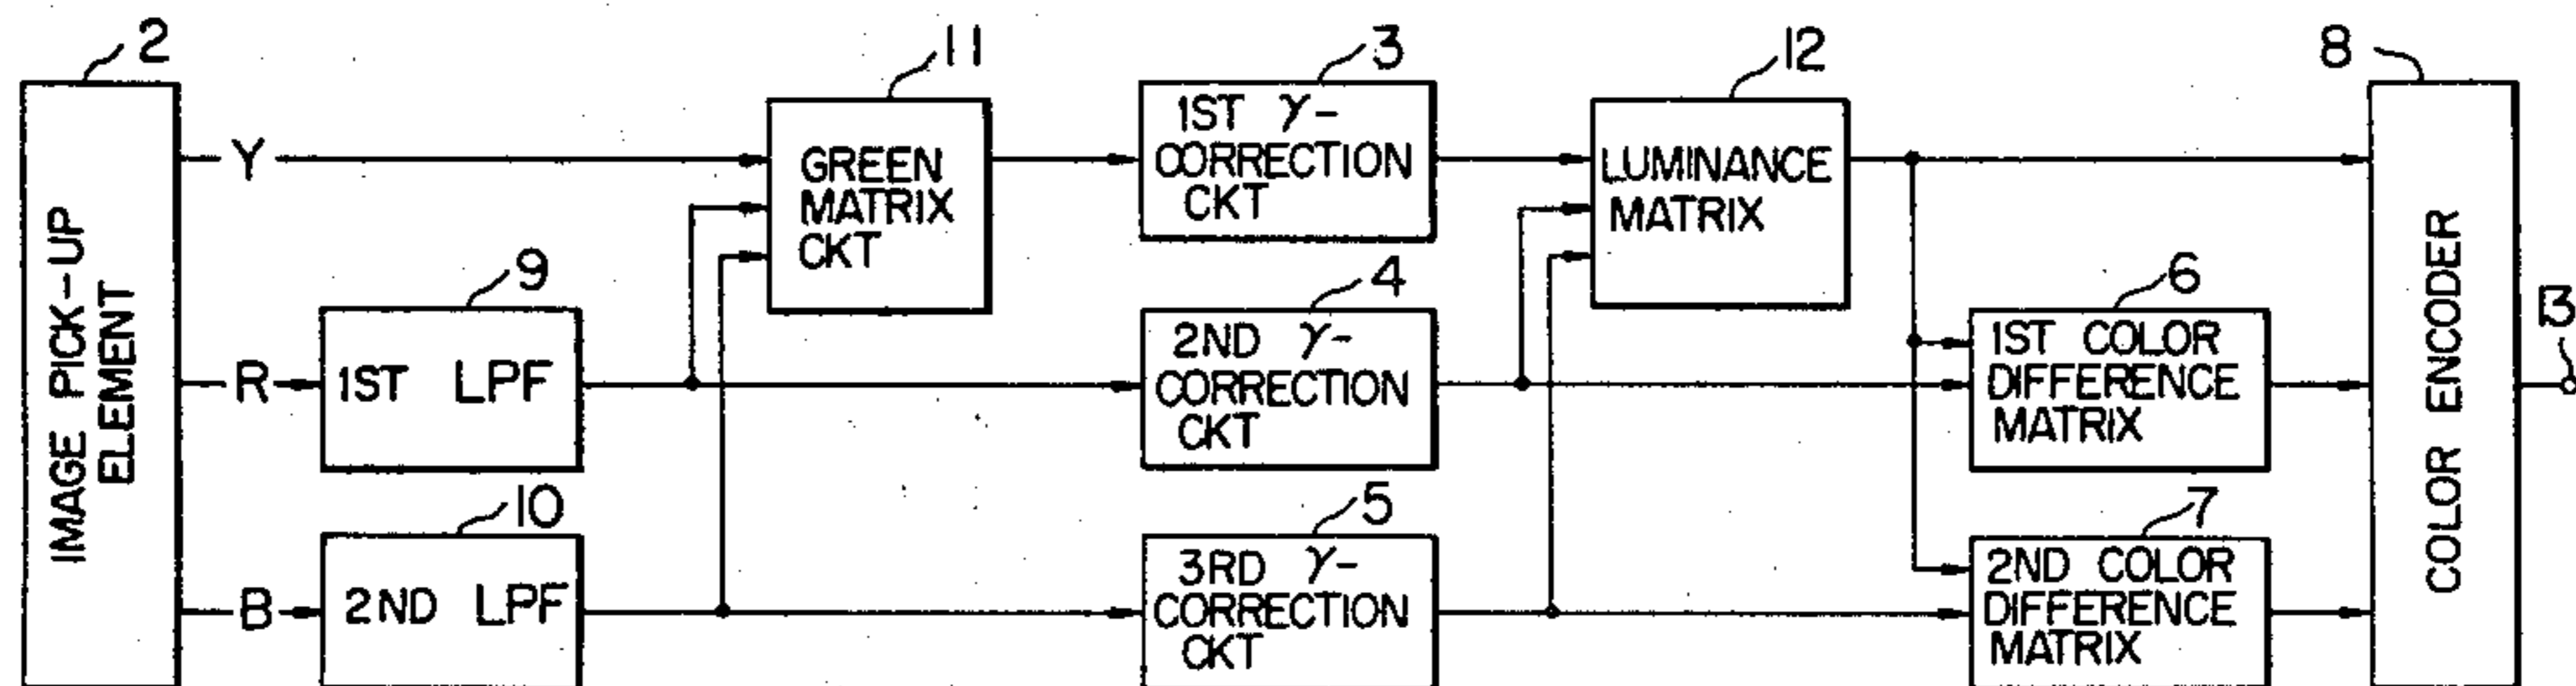 2
11
3
12
8
IMAGE PICK-UP
ELEMENT
Y
R
B
9
1ST LPF
10
2ND LPF
GREEN
MATRIX
CKT
1ST γ-
CORRECTION
CKT
4
2ND γ-
CORRECTION
CKT
5
3RD γ-
CORRECTION
CKT
LUMINANCE
MATRIX
6
1ST COLOR
DIFFERENCE
MATRIX
7
2ND COLOR
DIFFERENCE
MATRIX
COLOR ENCODER
13